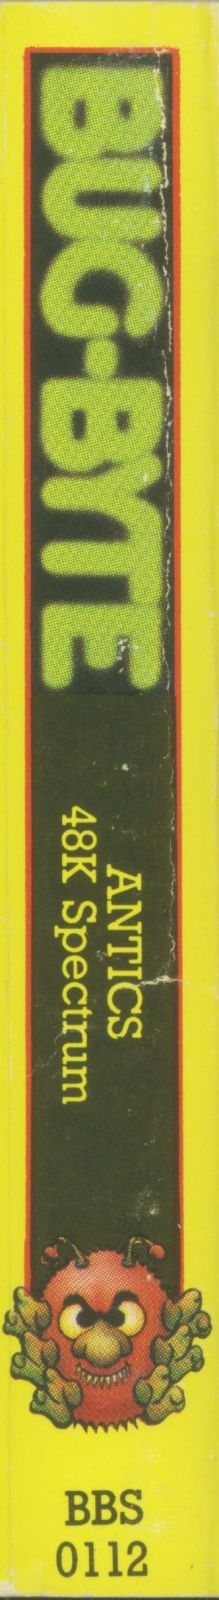 BUG-BYTE
ANTICS
48K Spectrum
BBS
0112